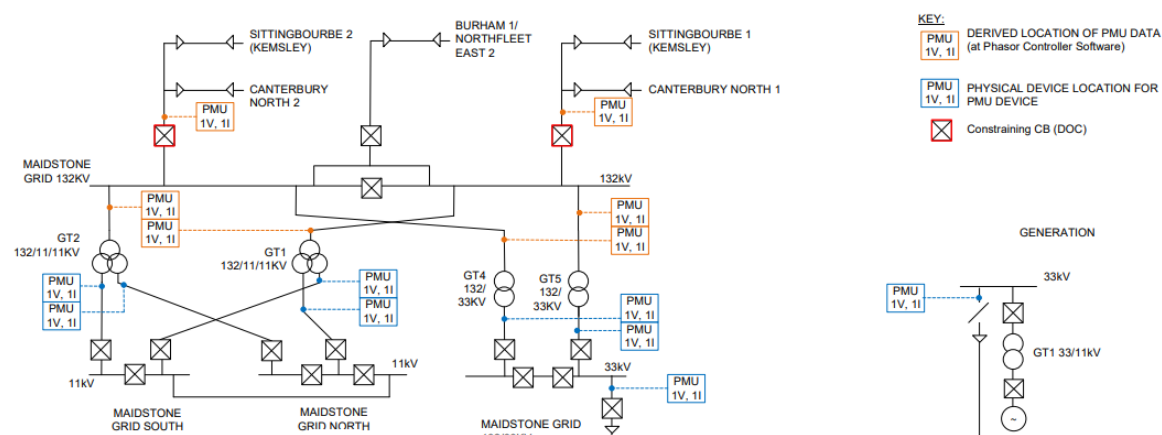 SITTINGBOURBE 2
(KEMSLEY)
CANTERBURY
NORTH 2
PMU
1V, 1I
BURHAM 1/
NORTHFLEET
EAST 2
SITTINGBOURBE 1
(KEMSLEY)
CANTERBURY NORTH 1
PMU
1V, 1I
KEY:
PMU
1V, 1I
DERIVED LOCATION OF PMU DATA
(at Phasor Controller Software)
PMU
1V, 1I
PHYSICAL DEVICE LOCATION FOR
PMU DEVICE
Constraining CB (DOC)
MAIDSTONE
GRID 132KV
132kV
PMU
1V, 1I
PMU
1V, 1I
PMU
1V, 1I
PMU
1V, 1I
GT2
132/11/11KV
GT1
132/11/11KV
GT4
132/
33KV
GT5
132/
33KV
PMU
1V, 1I
PMU
1V, 1I
PMU
1V, 1I
PMU
1V, 1I
PMU
1V, 1I
PMU
1V, 1I
11kV
11kV
33kV
PMU
1V, 1I
MAIDSTONE
GRID SOUTH
MAIDSTONE
GRID NORTH
MAIDSTONE GRID
GENERATION
33kV
PMU
1V, 1I
GT1 33/11kV
~